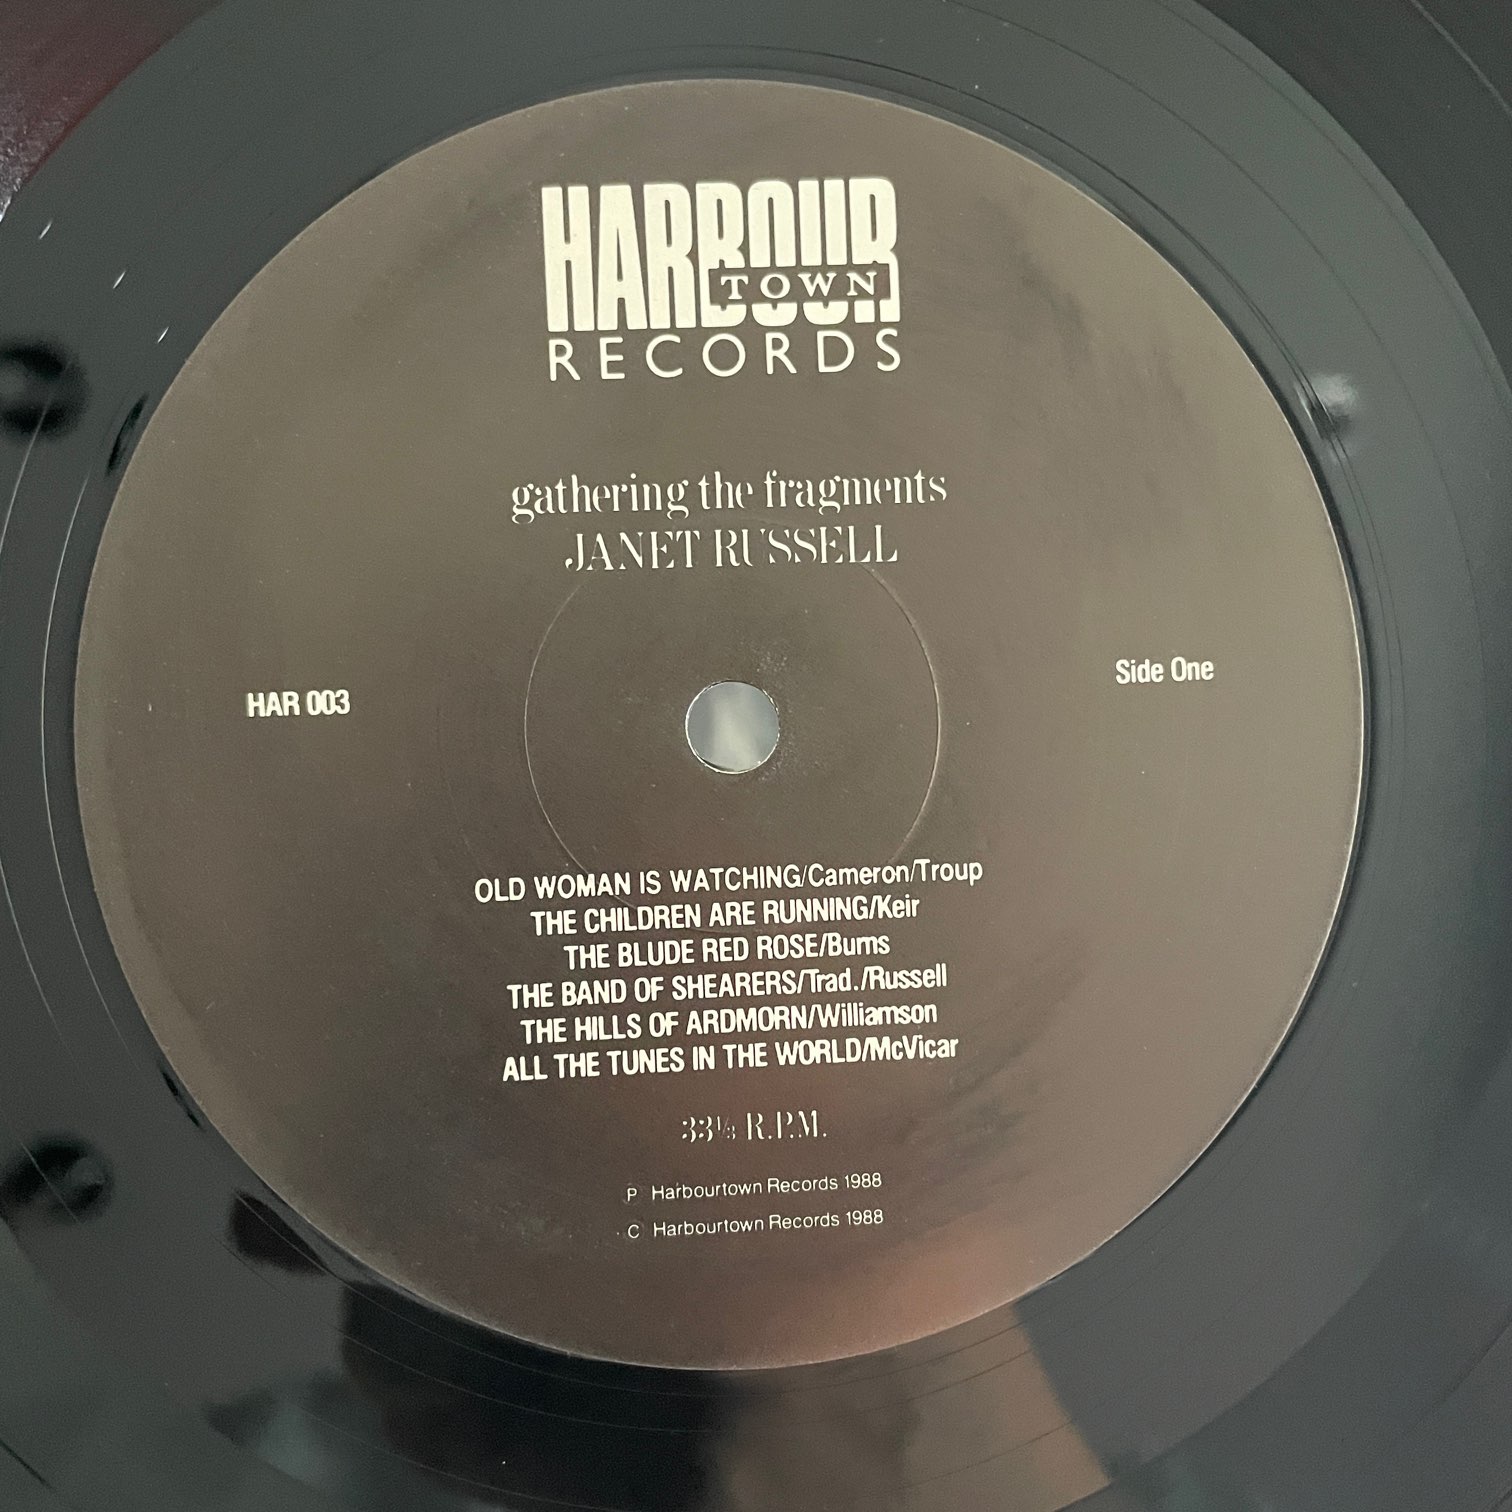 HARBOUR
TOWN
RECORDS
gathering the fragments
JANET RUSSELL
HAR 003
Side One
OLD WOMAN IS WATCHING/Cameron/Troup
THE CHILDREN ARE RUNNING/Keir
THE BLUDE RED ROSE/Burns
THE BAND OF SHEARERS/Trad./Russell
THE HILLS OF ARDMORN/Williamson
ALL THE TUNES IN THE WORLD/McVicar
33⅓ R.P.M.
P Harbourtown Records 1988
C Harbourtown Records 1988